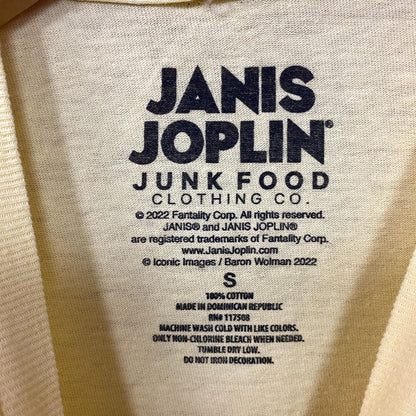 JANIS
JOPLIN®
JUNK FOOD
CLOTHING CO.
© 2022 Fantality Corp. All rights reserved.
JANIS® and JANIS JOPLIN®
are registered trademarks of Fantality Corp.
www.JanisJoplin.com
© Iconic Images / Baron Wolman 2022
S
100% COTTON
MADE IN DOMINICAN REPUBLIC
RN# 117508
MACHINE WASH COLD WITH LIKE COLORS.
ONLY NON-CHLORINE BLEACH WHEN NEEDED.
TUMBLE DRY LOW.
DO NOT IRON DECORATION.